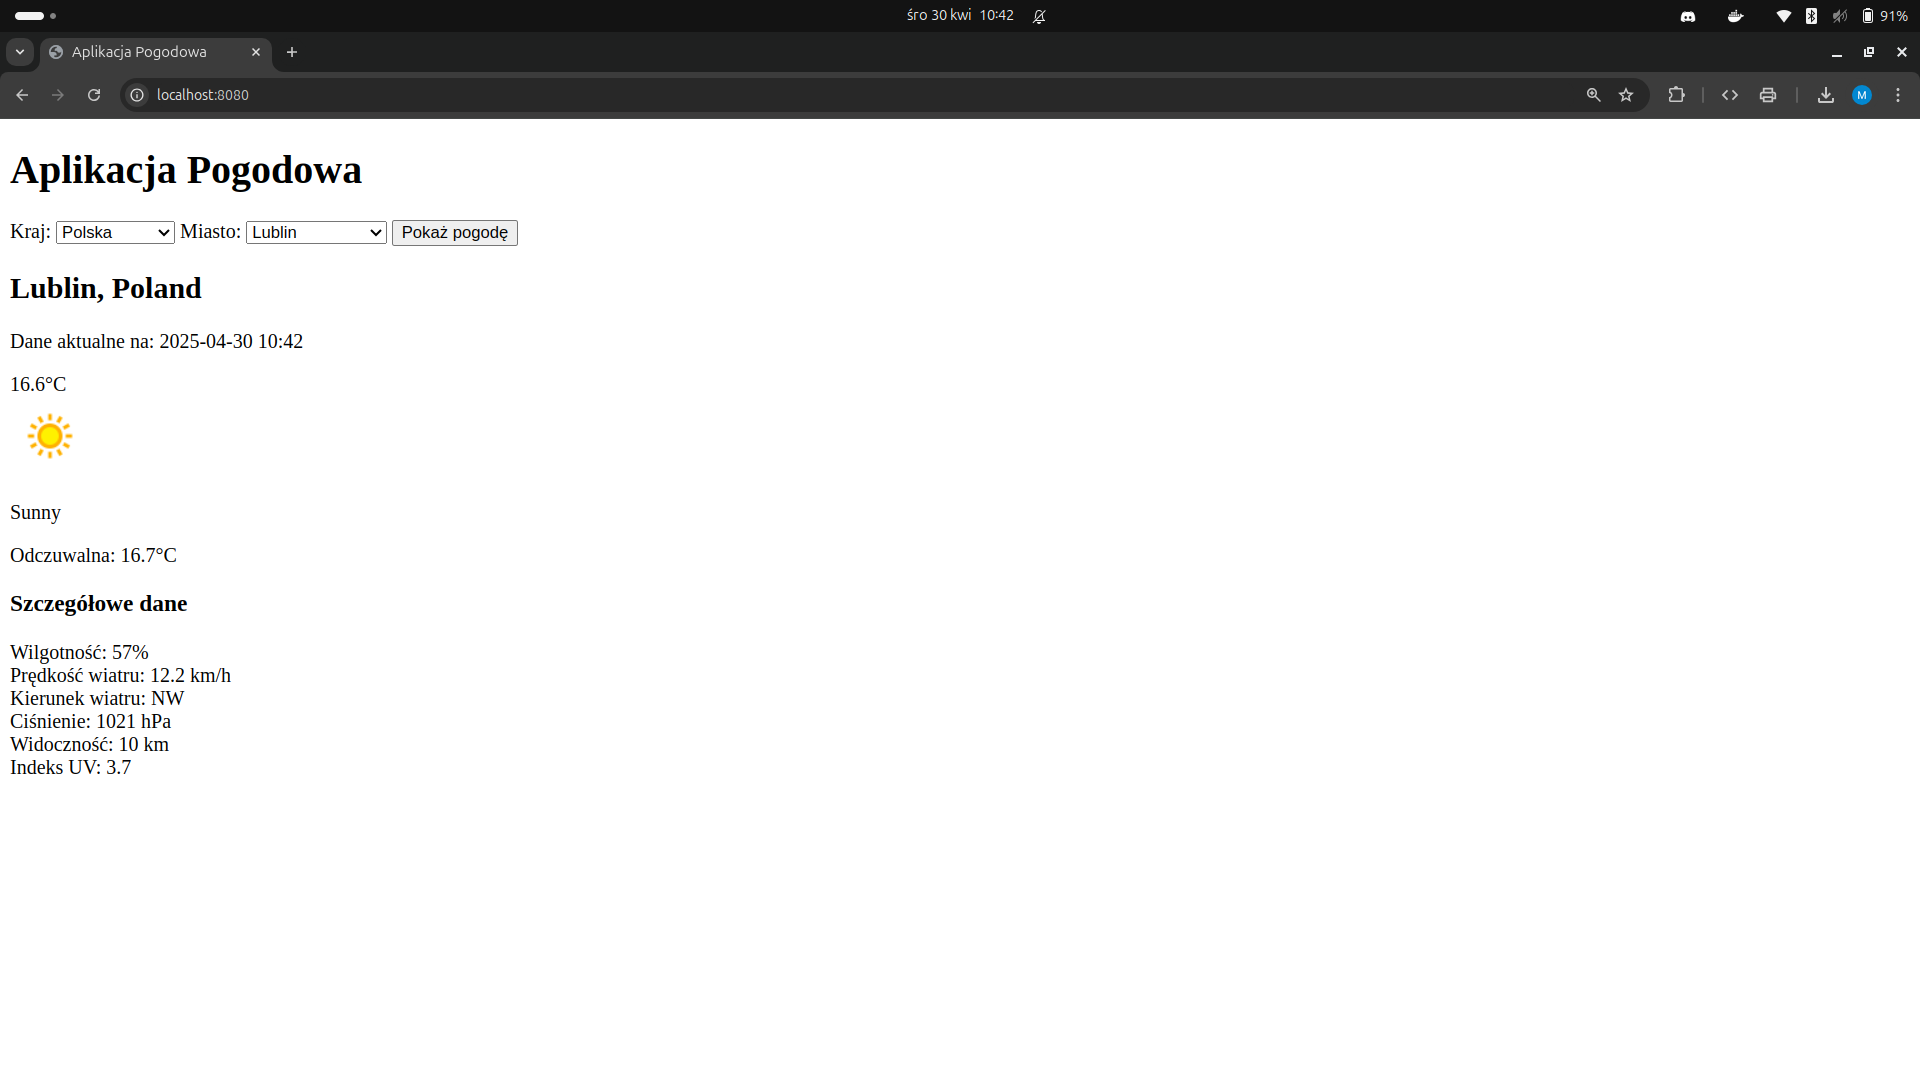 śro 30 kwi 10:42
91%
Aplikacja Pogodowa
localhost:8080
M
Aplikacja Pogodowa
Kraj: Polska Miasto: Lublin Pokaż pogodę
Lublin, Poland
Dane aktualne na: 2025-04-30 10:42
16.6°C
Sunny
Odczuwalna: 16.7°C
Szczegółowe dane
Wilgotność: 57%
Prędkość wiatru: 12.2 km/h
Kierunek wiatru: NW
Ciśnienie: 1021 hPa
Widoczność: 10 km
Indeks UV: 3.7